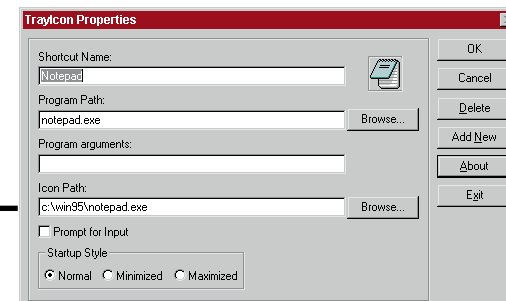 TrayIcon Properties
Shortcut Name:
Notepad
Program Path:
notepad.exe
Browse...
Program arguments:
Icon Path:
c:\win95\notepad.exe
Browse...
Prompt for Input
Startup Style
Normal
Minimized
Maximized
OK
Cancel
Delete
Add New
About
Exit